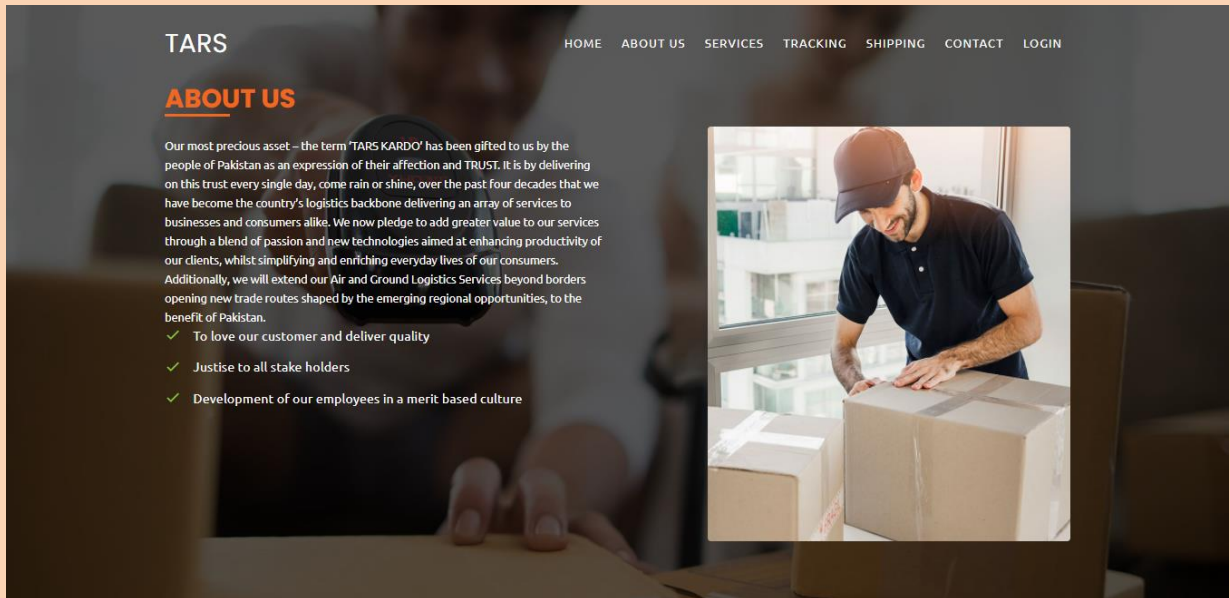 TARS
HOME ABOUT US SERVICES TRACKING SHIPPING CONTACT LOGIN
ABOUT US
Our most precious asset – the term 'TARS KARDO' has been gifted to us by the
people of Pakistan as an expression of their affection and TRUST. It is by delivering
on this trust every single day, come rain or shine, over the past four decades that we
have become the country's logistics backbone delivering an array of services to
businesses and consumers alike. We now pledge to add greater value to our services
through a blend of passion and new technologies aimed at enhancing productivity of
our clients, whilst simplifying and enriching everyday lives of our consumers.
Additionally, we will extend our Air and Ground Logistics Services beyond borders
opening new trade routes shaped by the emerging regional opportunities, to the
benefit of Pakistan.
To love our customer and deliver quality
Justise to all stake holders
Development of our employees in a merit based culture